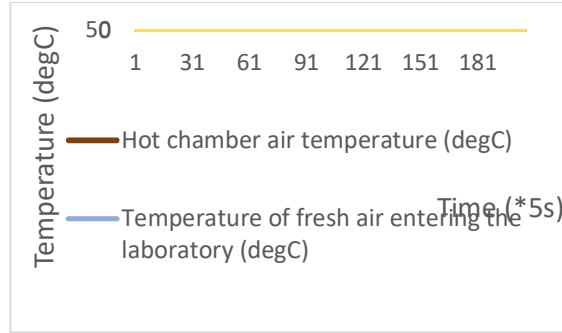 50
1 31 61 91 121 151 181
Temperature (degC)
Hot chamber air temperature (degC)
Time (*5s)
Temperature of fresh air entering the
laboratory (degC)